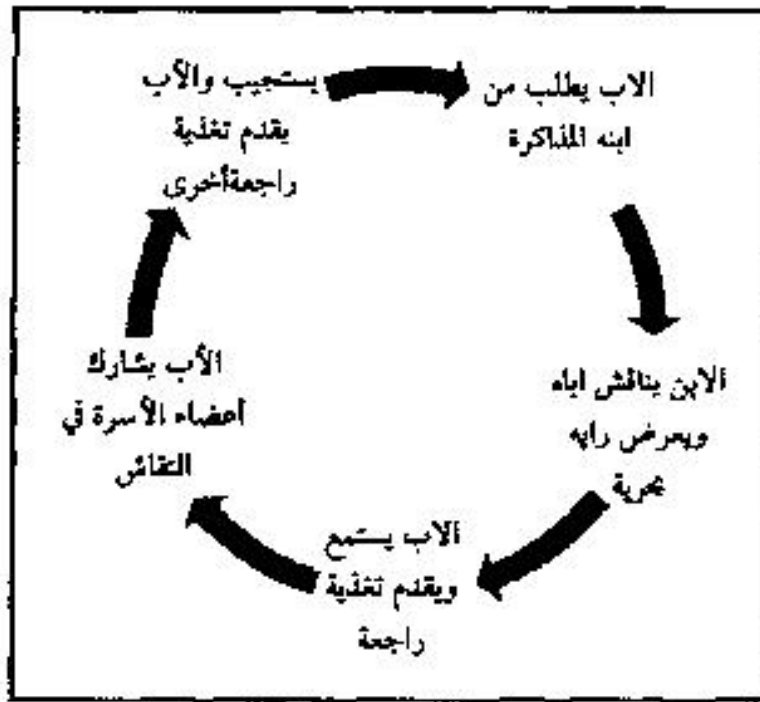 الاب يطلب من
ابنه المذاكرة
الابن يناقش اباه
ويعرض رايه
بحرية
الاب يستمع
ويقدم تغذية
راجعة
الأب يشارك
أعضاء الأسرة في
النقاش
يستجيب والأب
يقدم تغذية
راجعةأخرى